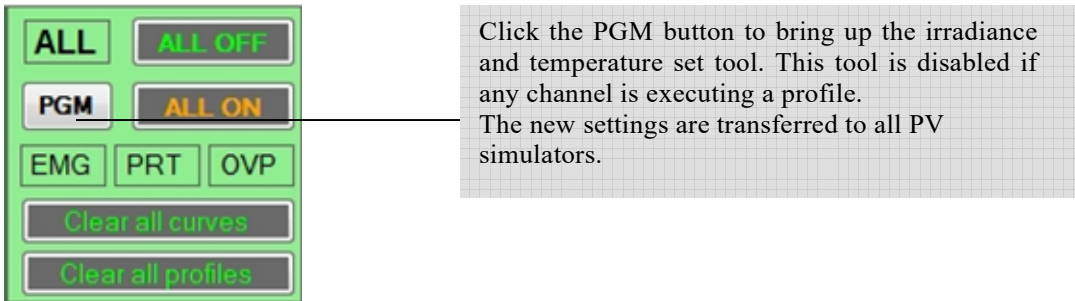 ALL
ALL OFF
PGM
ALL ON
EMG
PRT
OVP
Clear all curves
Clear all profiles
Click the PGM button to bring up the irradiance
and temperature set tool. This tool is disabled if
any channel is executing a profile.
The new settings are transferred to all PV
simulators.